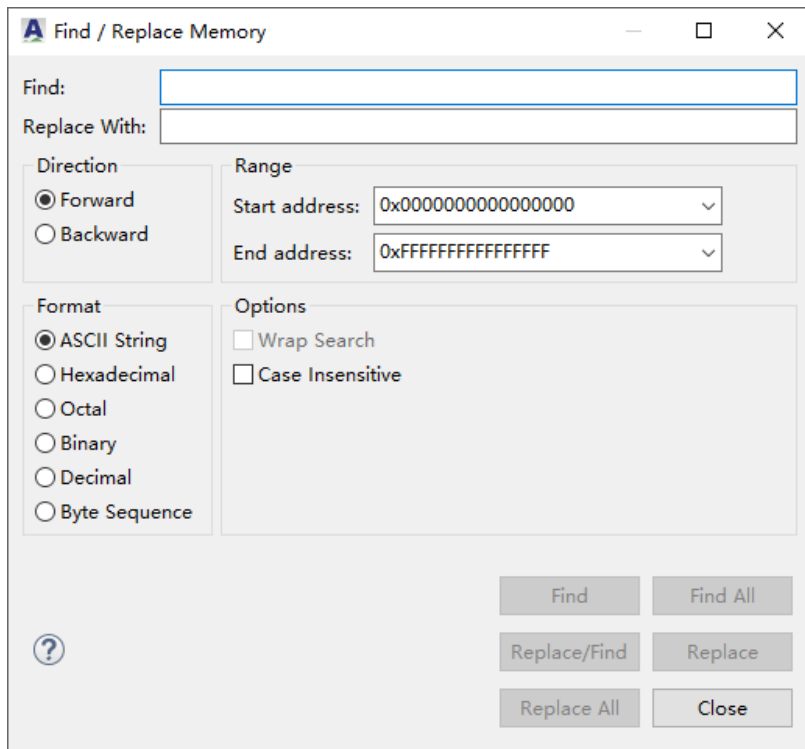 Find / Replace Memory
Find:
Replace With:
Direction
Forward
Backward
Range
Start address: 0x0000000000000000
End address: 0xFFFFFFFFFFFFFFFF
Format
ASCII String
Hexadecimal
Octal
Binary
Decimal
Byte Sequence
Options
Wrap Search
Case Insensitive
Find Find All
Replace/Find Replace
Replace All Close